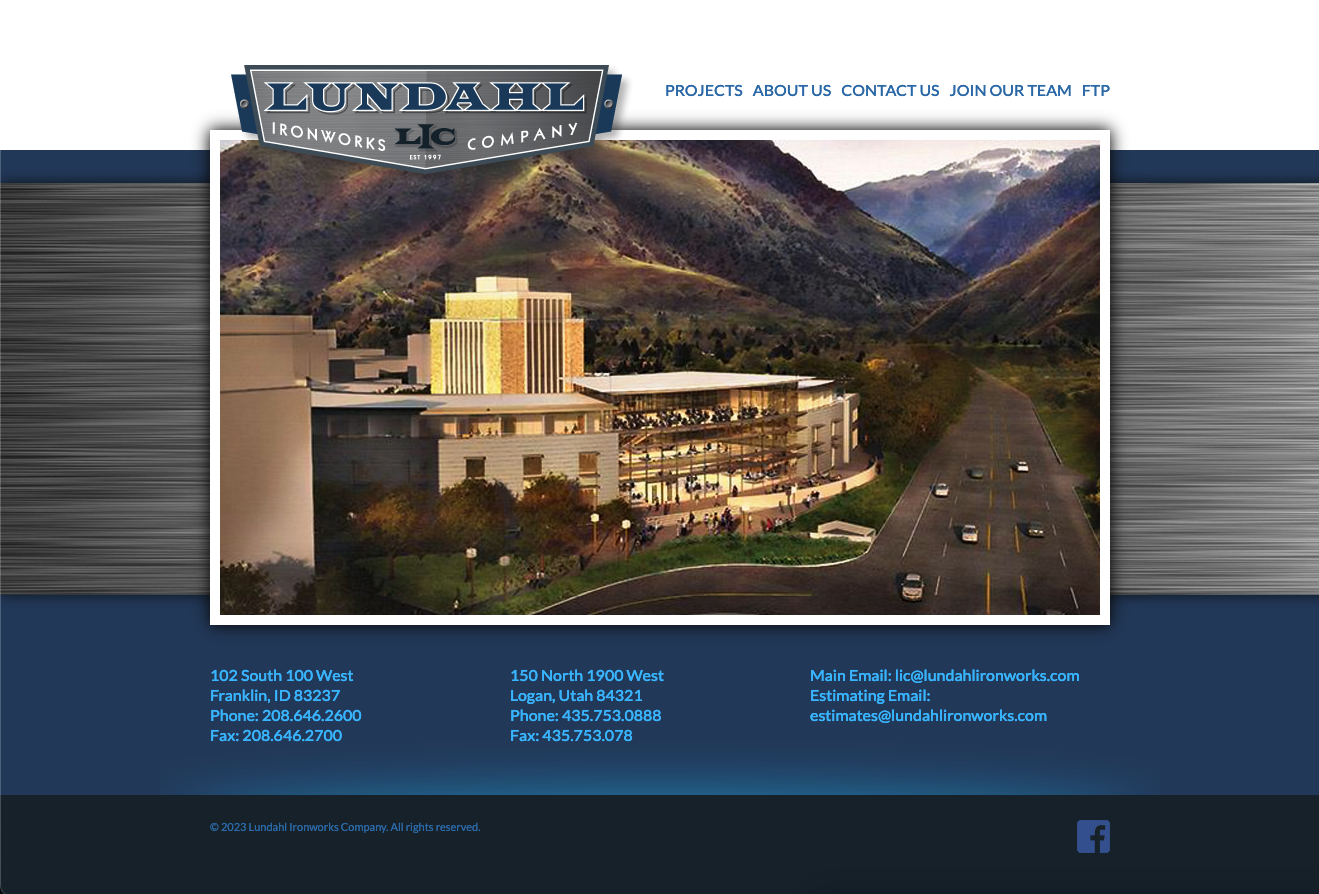 LUNDAHL
IRONWORKS LIC COMPANY
EST 1997
PROJECTS ABOUT US CONTACT US JOIN OUR TEAM FTP
102 South 100 West
Franklin, ID 83237
Phone: 208.646.2600
Fax: 208.646.2700
150 North 1900 West
Logan, Utah 84321
Phone: 435.753.0888
Fax: 435.753.078
Main Email: lic@lundahlironworks.com
Estimating Email:
estimates@lundahlironworks.com
© 2023 Lundahl Ironworks Company. All rights reserved.